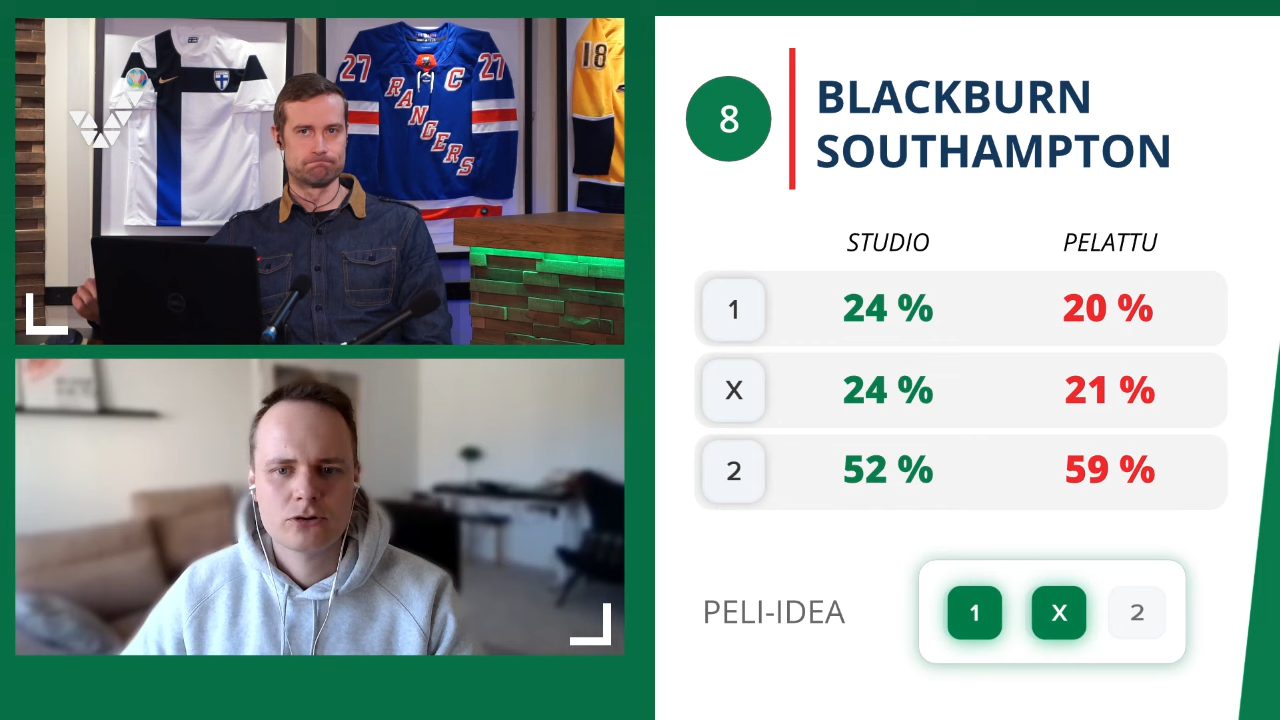 27
C
27
RANGERS
18
8
BLACKBURN
SOUTHAMPTON
STUDIO PELATTU
1 24 % 20 %
X 24 % 21 %
2 52 % 59 %
PELI-IDEA 1 X 2